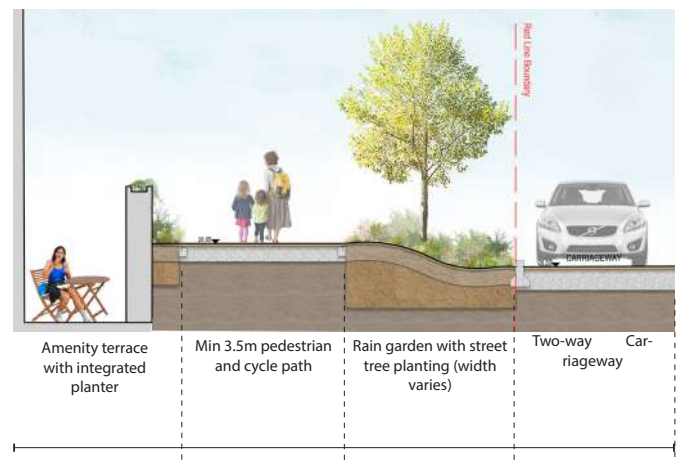 Red Line Boundary
CARRIAGEWAY
Amenity terrace
with integrated
planter
Min 3.5m pedestrian
and cycle path
Rain garden with street
tree planting (width
varies)
Two-way Car-
riageway